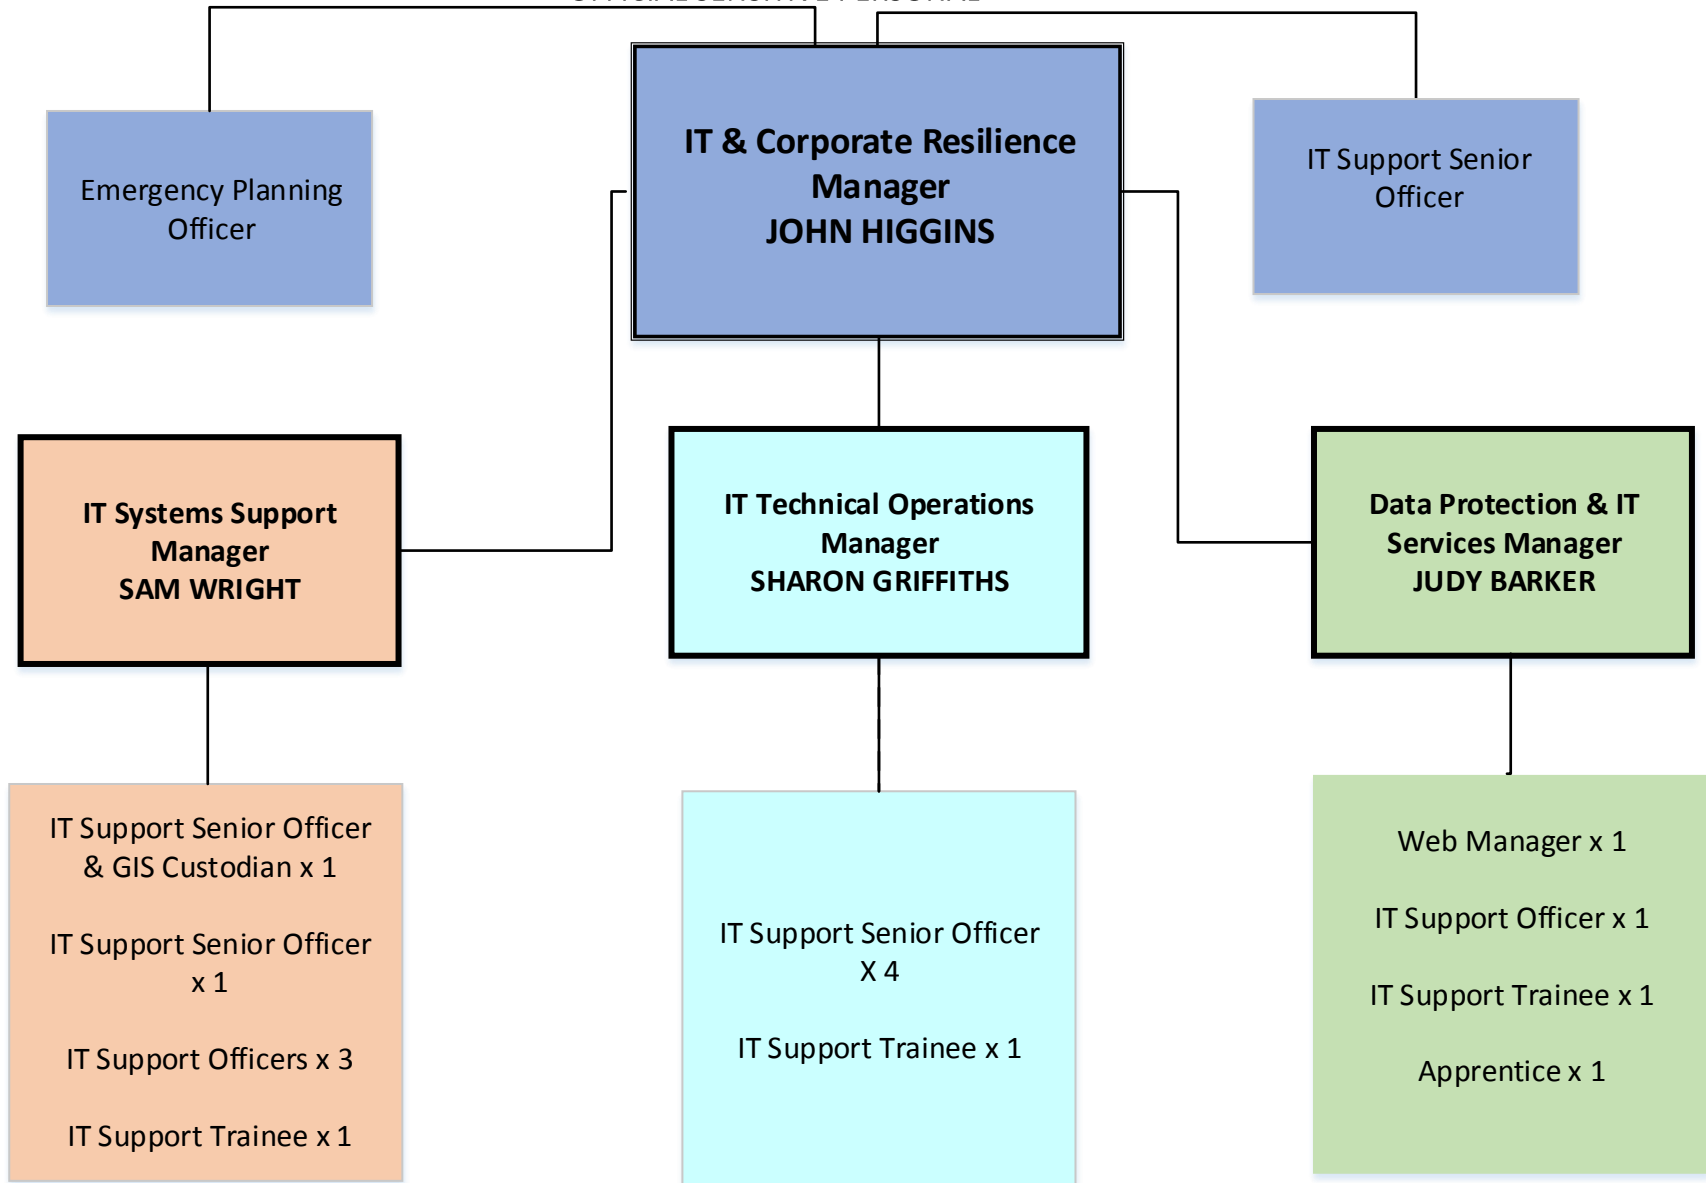 IT & Corporate Resilience
Manager
JOHN HIGGINS
Emergency Planning
Officer
IT Support Senior
Officer
IT Systems Support
Manager
SAM WRIGHT
IT Technical Operations
Manager
SHARON GRIFFITHS
Data Protection & IT
Services Manager
JUDY BARKER
IT Support Senior Officer
& GIS Custodian x 1
IT Support Senior Officer
x 1
IT Support Officers x 3
IT Support Trainee x 1
IT Support Senior Officer
X 4
IT Support Trainee x 1
Web Manager x 1
IT Support Officer x 1
IT Support Trainee x 1
Apprentice x 1